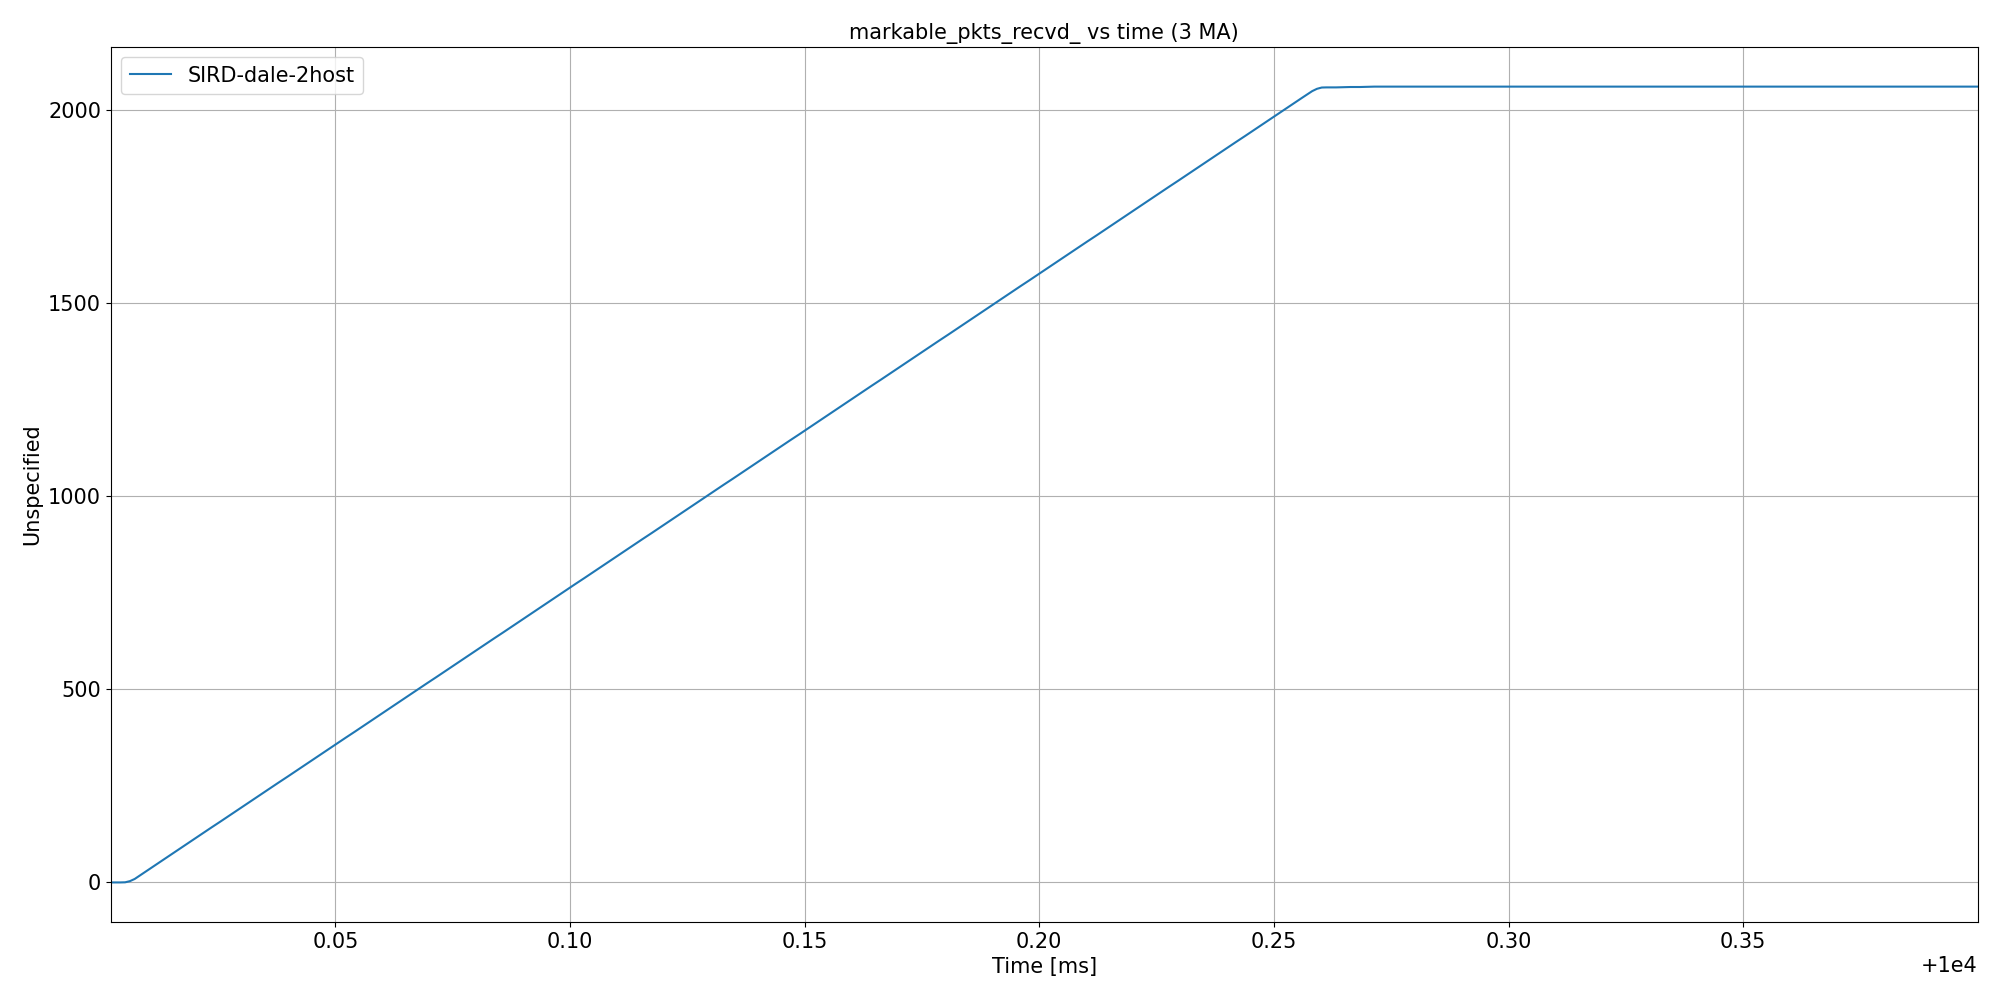 markable_pkts_recvd_ vs time (3 MA)
SIRD-dale-2host
2000
1500
1000
500
0
Unspecified
0.05 0.10 0.15 0.20 0.25 0.30 0.35
Time [ms]
+1e4